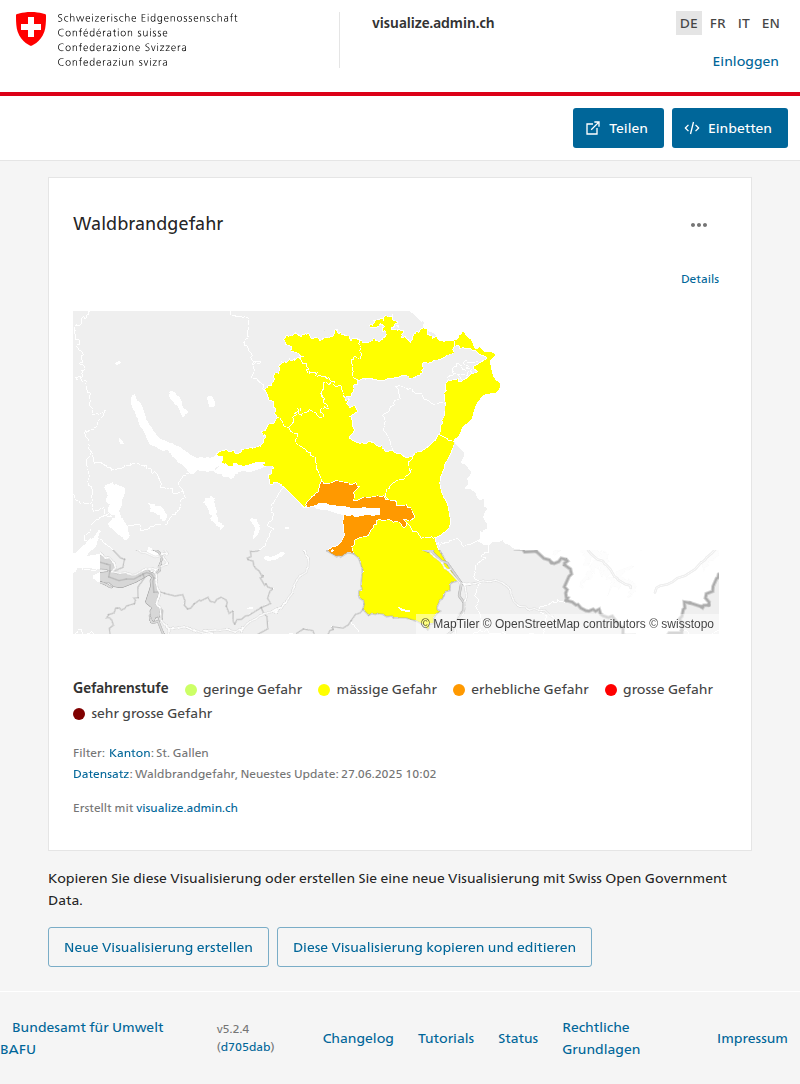 Schweizerische Eidgenossenschaft
Confédération suisse
Confederazione Svizzera
Confederaziun svizra
visualize.admin.ch
DE FR IT EN
Einloggen
Teilen Einbetten
Waldbrandgefahr
Details
© MapTiler © OpenStreetMap contributors © swisstopo
Gefahrenstufe geringe Gefahr mässige Gefahr erhebliche Gefahr grosse Gefahr
sehr grosse Gefahr
Filter: Kanton: St. Gallen
Datensatz: Waldbrandgefahr, Neuestes Update: 27.06.2025 10:02
Erstellt mit visualize.admin.ch
Kopieren Sie diese Visualisierung oder erstellen Sie eine neue Visualisierung mit Swiss Open Government
Data.
Neue Visualisierung erstellen Diese Visualisierung kopieren und editieren
Bundesamt für Umwelt
BAFU
v5.2.4
(d705dab)
Changelog Tutorials Status
Rechtliche
Grundlagen
Impressum